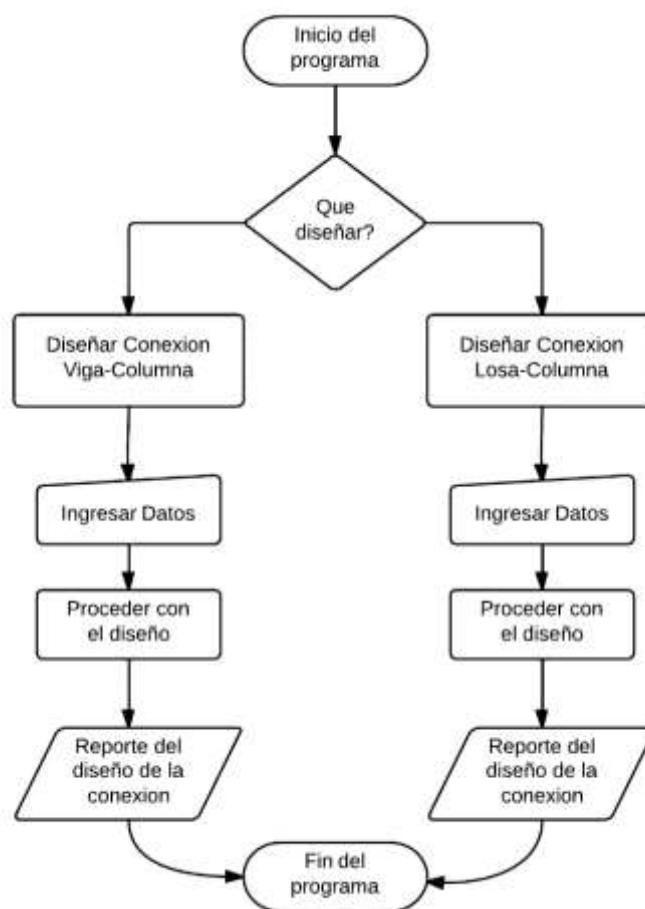 Inicio del
programa
Que
diseñar?
Diseñar Conexion
Viga-Columna
Diseñar Conexion
Losa-Columna
Ingresar Datos
Ingresar Datos
Proceder con
el diseño
Proceder con
el diseño
Reporte del
diseño de la
conexion
Reporte del
diseño de la
conexion
Fin del
programa